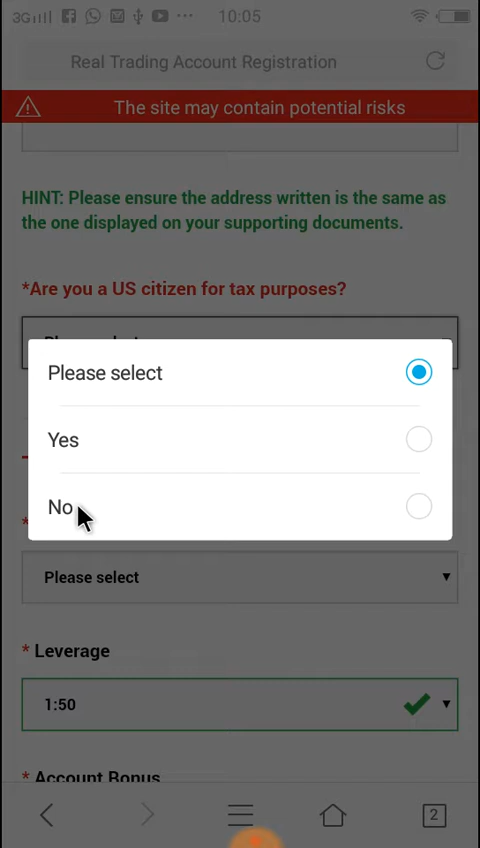 3G
10:05
Real Trading Account Registration
The site may contain potential risks
HINT: Please ensure the address written is the same as
the one displayed on your supporting documents.
*Are you a US citizen for tax purposes?
Please select
Yes
No
*
Please select
* Leverage
1:50
* Account Bonus
2